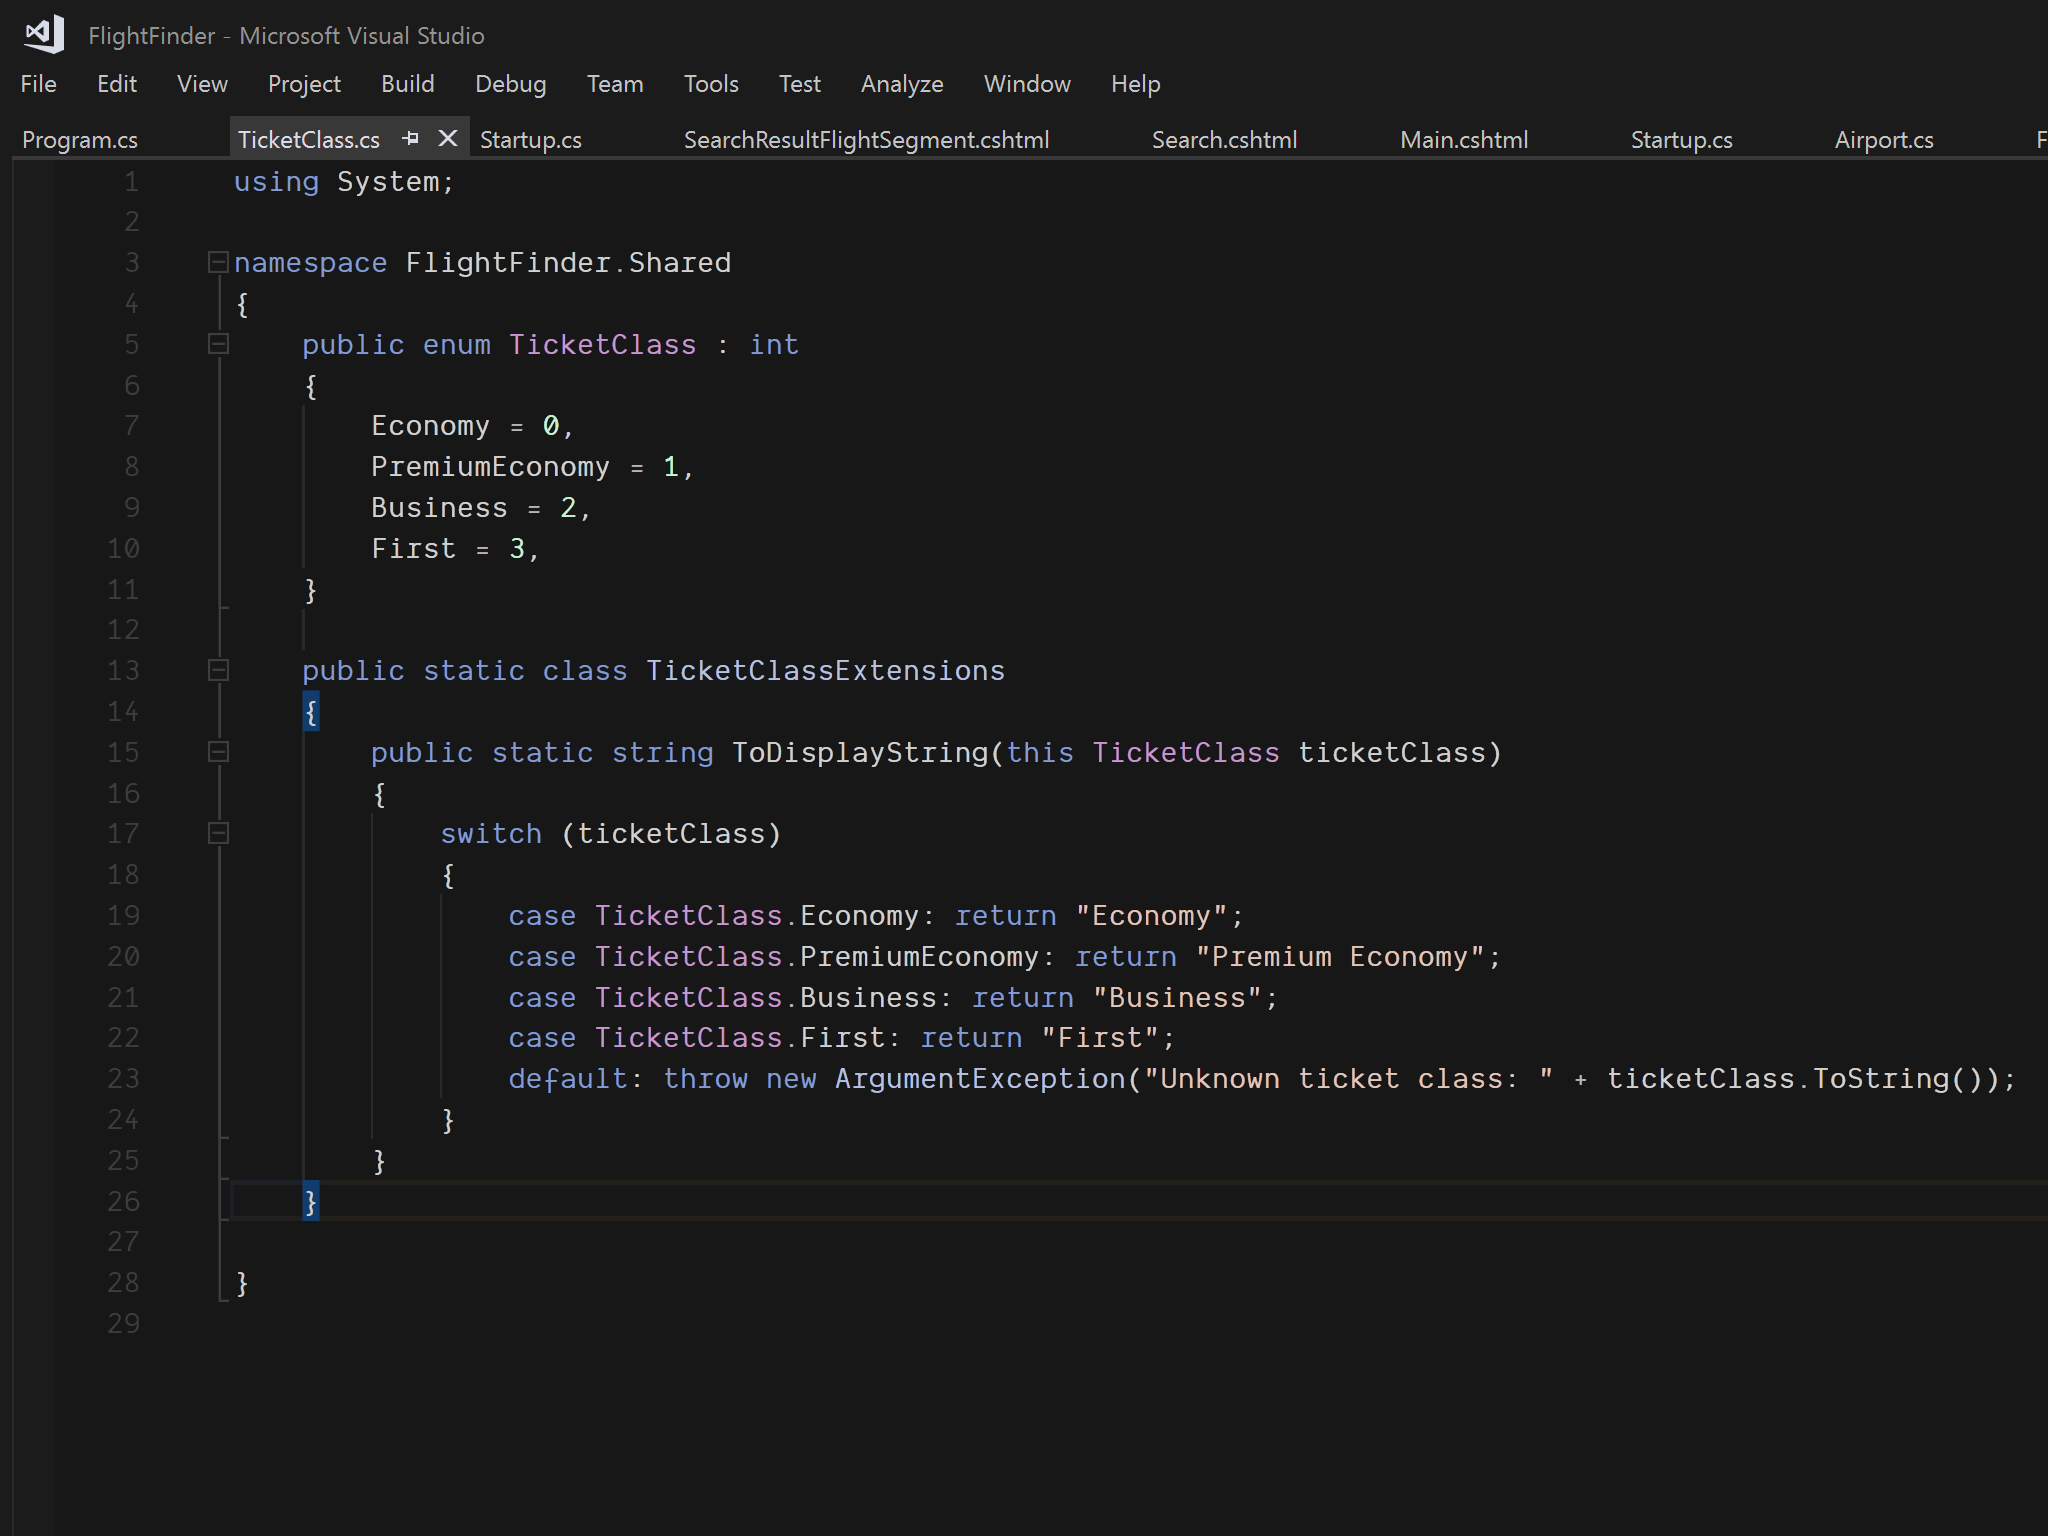 FlightFinder - Microsoft Visual Studio
File Edit View Project Build Debug Team Tools Test Analyze Window Help
Program.cs TicketClass.cs Startup.cs SearchResultFlightSegment.cshtml Search.cshtml Main.cshtml Startup.cs Airport.cs F
1 using System;
2
3 namespace FlightFinder.Shared
4 {
5 public enum TicketClass : int
6 {
7 Economy = 0,
8 PremiumEconomy = 1,
9 Business = 2,
10 First = 3,
11 }
12
13 public static class TicketClassExtensions
14 {
15 public static string ToDisplayString(this TicketClass ticketClass)
16 {
17 switch (ticketClass)
18 {
19 case TicketClass.Economy: return "Economy";
20 case TicketClass.PremiumEconomy: return "Premium Economy";
21 case TicketClass.Business: return "Business";
22 case TicketClass.First: return "First";
23 default: throw new ArgumentException("Unknown ticket class: " + ticketClass.ToString());
24 }
25 }
26 }
27
28 }
29